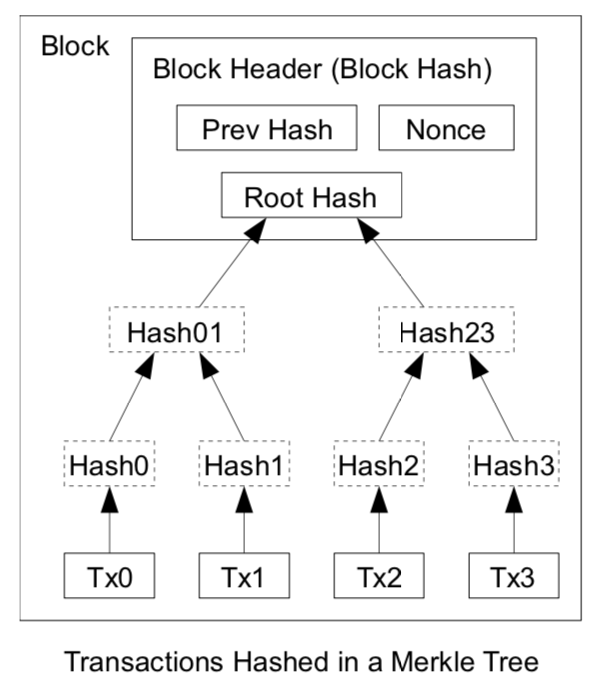 Block
Block Header (Block Hash)
Prev Hash
Nonce
Root Hash
Hash01
Hash23
Hash0
Hash1
Hash2
Hash3
Tx0
Tx1
Tx2
Tx3
Transactions Hashed in a Merkle Tree